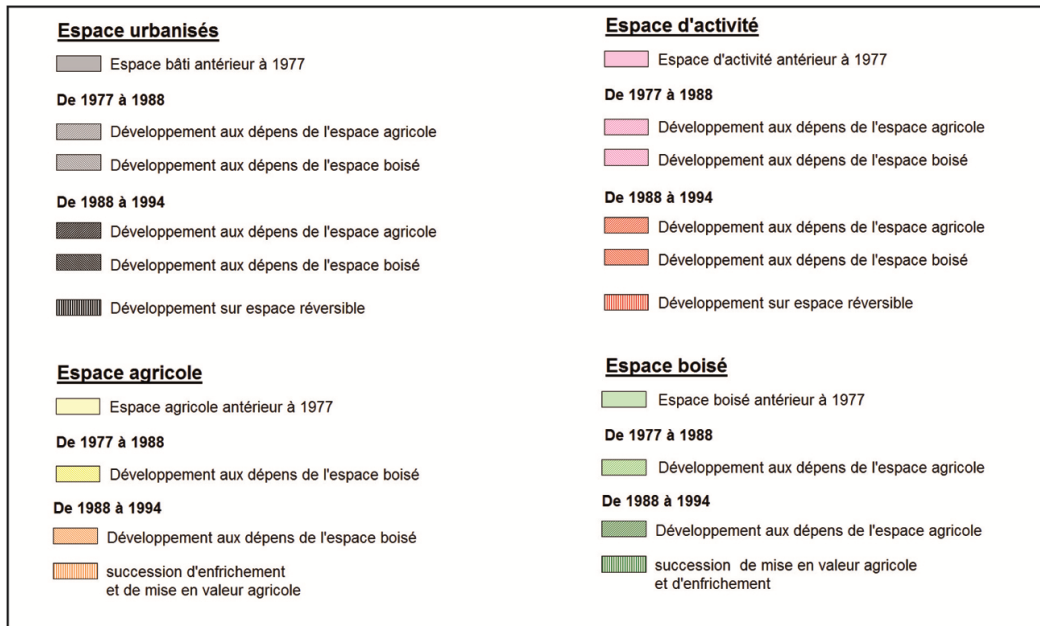 Espace urbanisés
Espace bâti antérieur à 1977
De 1977 à 1988
Développement aux dépens de l'espace agricole
Développement aux dépens de l'espace boisé
De 1988 à 1994
Développement aux dépens de l'espace agricole
Développement aux dépens de l'espace boisé
Développement sur espace réversible
Espace d'activité
Espace d'activité antérieur à 1977
De 1977 à 1988
Développement aux dépens de l'espace agricole
Développement aux dépens de l'espace boisé
De 1988 à 1994
Développement aux dépens de l'espace agricole
Développement aux dépens de l'espace boisé
Développement sur espace réversible
Espace agricole
Espace agricole antérieur à 1977
De 1977 à 1988
Développement aux dépens de l'espace boisé
De 1988 à 1994
Développement aux dépens de l'espace boisé
succession d'enfrichement
et de mise en valeur agricole
Espace boisé
Espace boisé antérieur à 1977
De 1977 à 1988
Développement aux dépens de l'espace agricole
De 1988 à 1994
Développement aux dépens de l'espace agricole
succession de mise en valeur agricole
et d'enfrichement